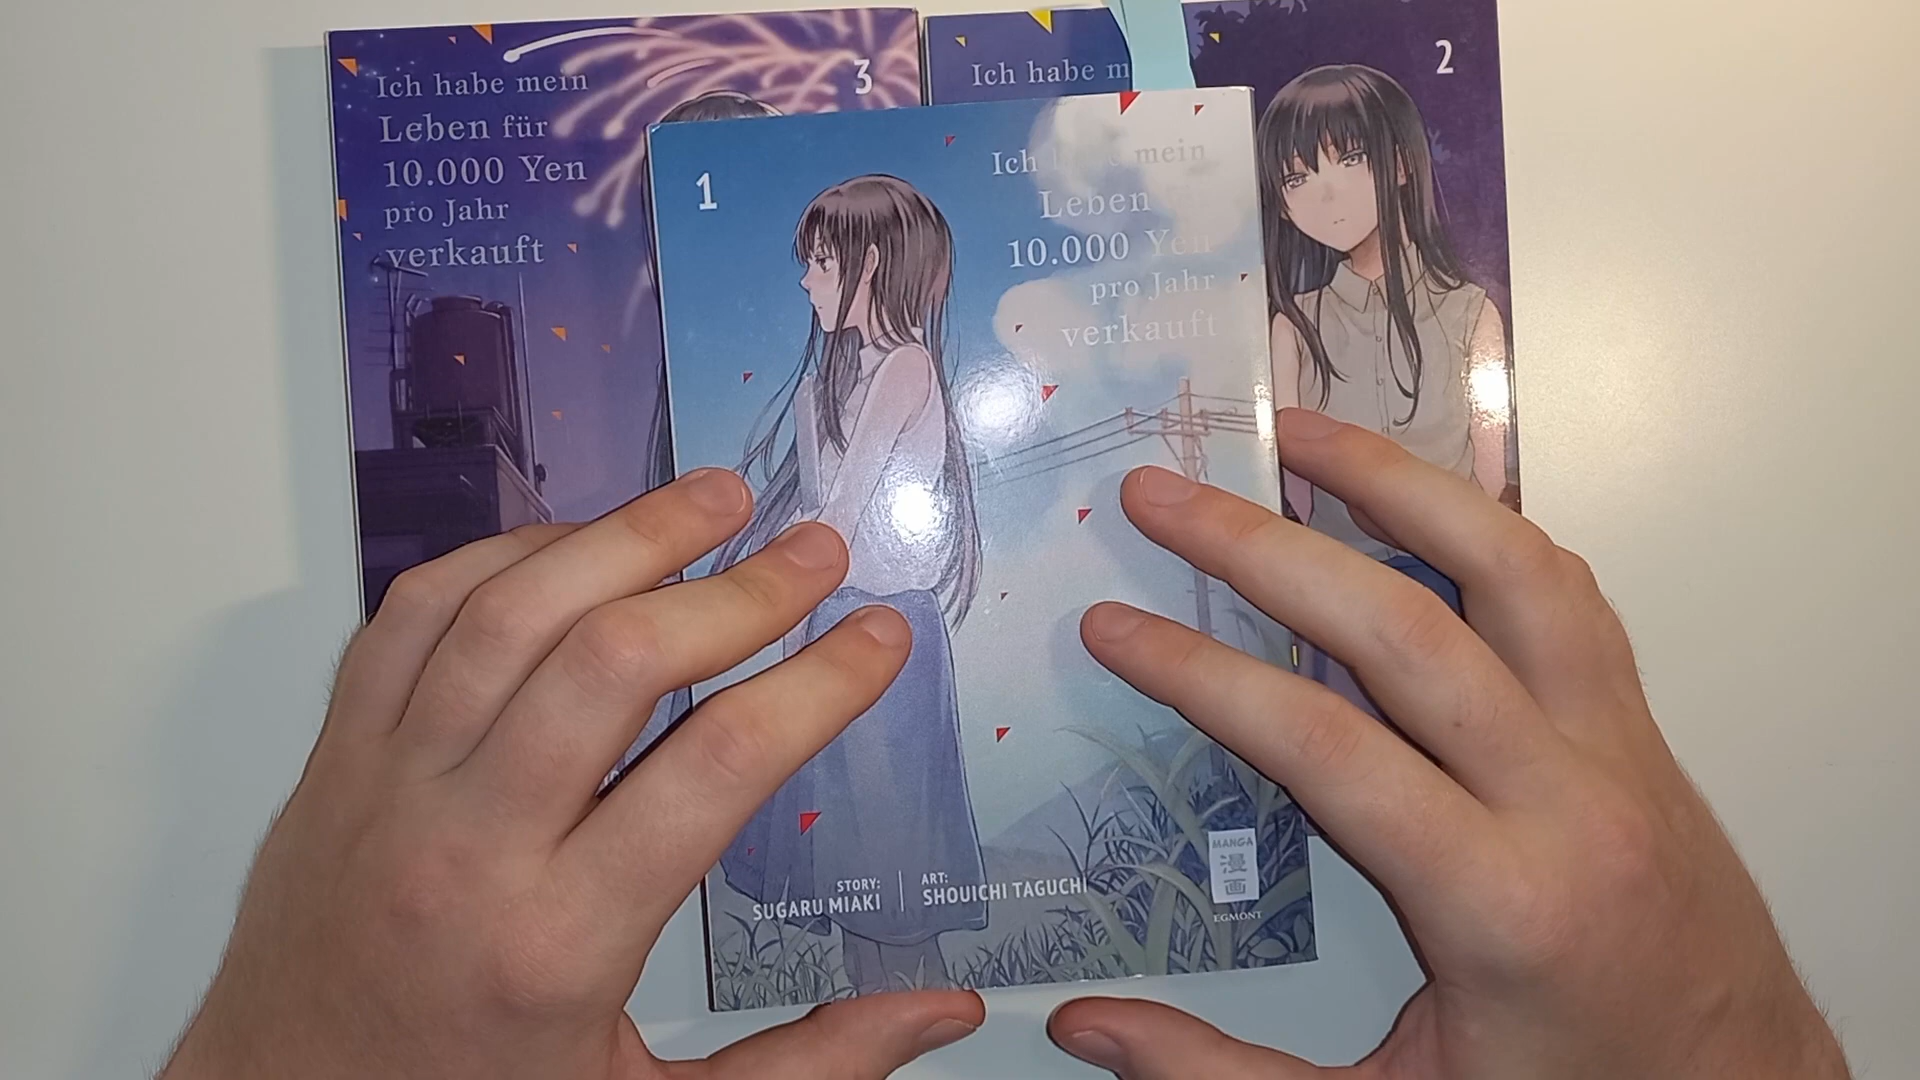 Ich habe mein
Leben für
10.000 Yen
pro Jahr
verkauft
3
Ich habe m
2
1
Ich habe mein
Leben
10.000 Yen
pro Jahr
verkauft
STORY:
SUGARU MIAKI
ART:
SHOUICHI TAGUCHI
MANGA
漫
画
EGMONT